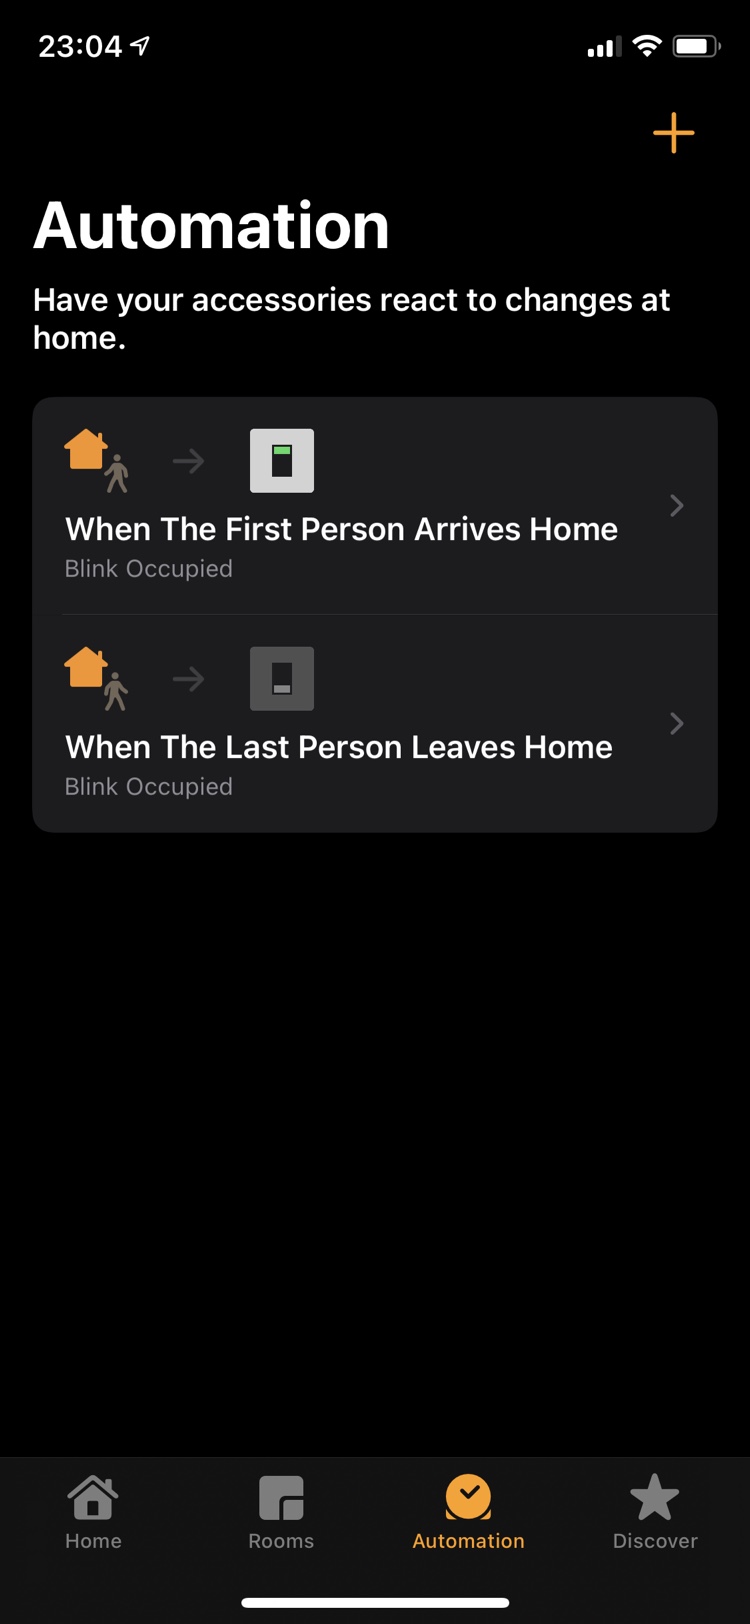 23:04
Automation
Have your accessories react to changes at
home.
When The First Person Arrives Home
Blink Occupied
When The Last Person Leaves Home
Blink Occupied
Home
Rooms
Automation
Discover